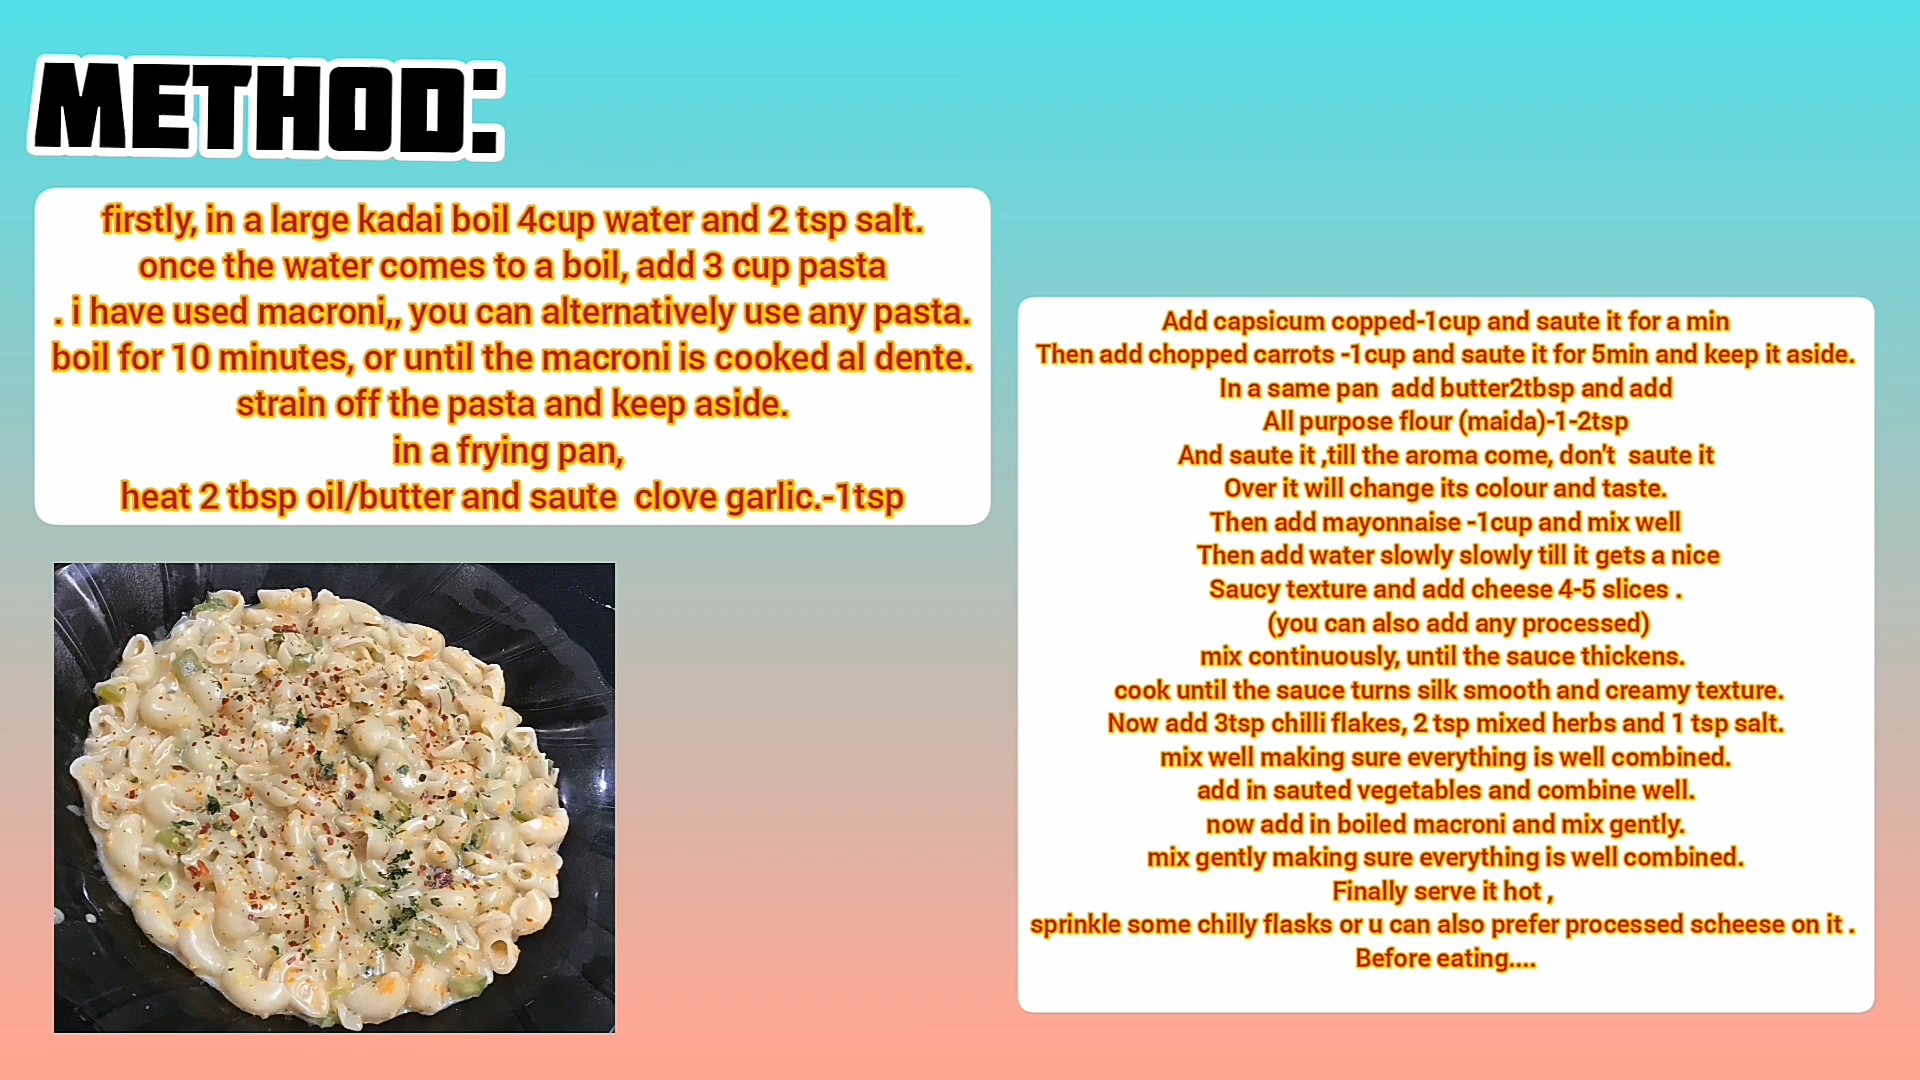 METHOD:
firstly, in a large kadai boil 4cup water and 2 tsp salt.
once the water comes to a boil, add 3 cup pasta
. i have used macroni,, you can alternatively use any pasta.
boil for 10 minutes, or until the macroni is cooked al dente.
strain off the pasta and keep aside.
in a frying pan,
heat 2 tbsp oil/butter and saute  clove garlic.-1tsp
Add capsicum copped-1cup and saute it for a min
Then add chopped carrots -1cup and saute it for 5min and keep it aside.
In a same pan  add butter2tbsp and add
All purpose flour (maida)-1-2tsp
And saute it ,till the aroma come, don't  saute it
Over it will change its colour and taste.
Then add mayonnaise -1cup and mix well
Then add water slowly slowly till it gets a nice
Saucy texture and add cheese 4-5 slices .
(you can also add any processed)
mix continuously, until the sauce thickens.
cook until the sauce turns silk smooth and creamy texture.
Now add 3tsp chilli flakes, 2 tsp mixed herbs and 1 tsp salt.
mix well making sure everything is well combined.
add in sauted vegetables and combine well.
now add in boiled macroni and mix gently.
mix gently making sure everything is well combined.
Finally serve it hot ,
sprinkle some chilly flasks or u can also prefer processed scheese on it .
Before eating....